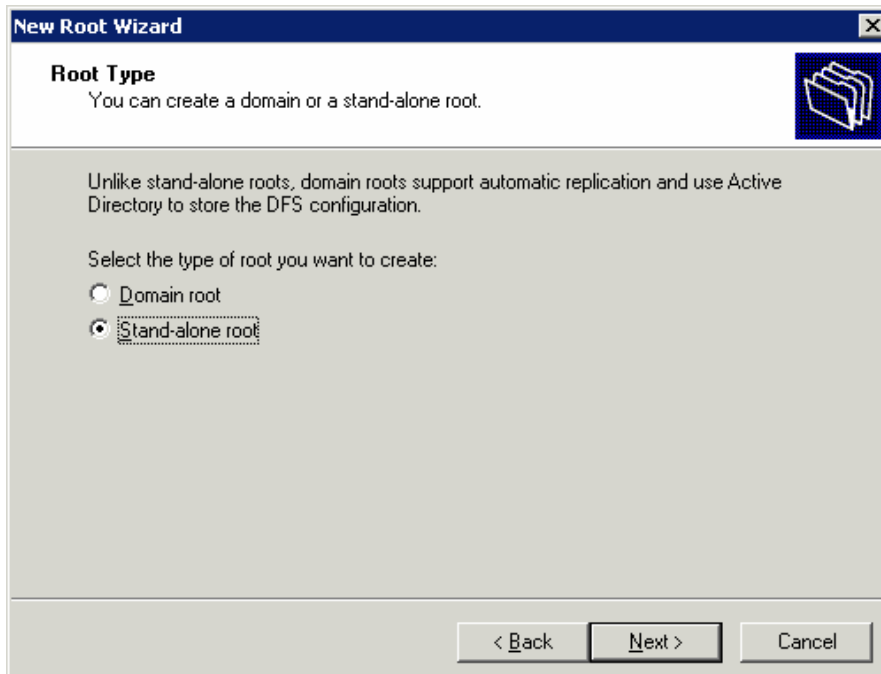 New Root Wizard
Root Type
You can create a domain or a stand-alone root.
Unlike stand-alone roots, domain roots support automatic replication and use Active
Directory to store the DFS configuration.
Select the type of root you want to create:
Domain root
Stand-alone root
< Back
Next >
Cancel